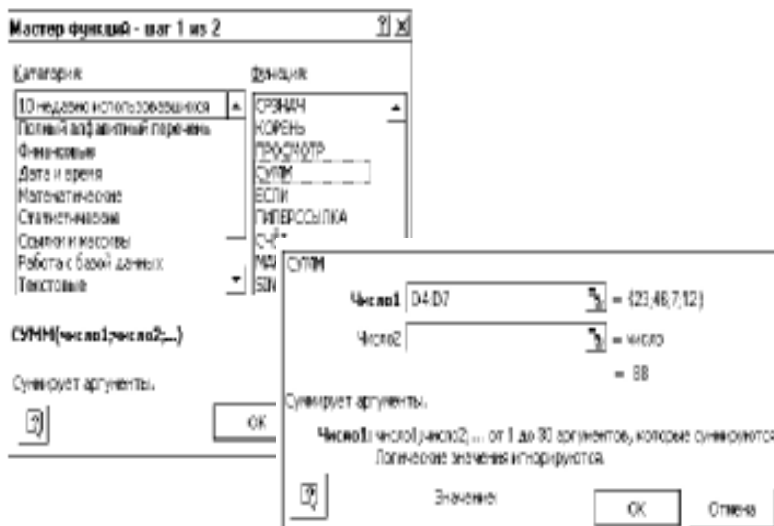 Мастер функций - шаг 1 из 2
Категория:
10 недавно использовавшихся
Полный алфавитный перечень
Финансовые
Дата и время
Математические
Статистические
Ссылки и массивы
Работа с базой данных
Текстовые
Функция:
СРЗНАЧ
КОРЕНЬ
ПРОСМОТР
СУММ
ЕСЛИ
ГИПЕРССЫЛКА
СУММ(число1;число2;...)
Суммирует аргументы.
ОК
СУММ
Число1 D4:D7 = {23;46;7;12}
Число2 = число
= 88
Суммирует аргументы.
Число1: число1;число2;... от 1 до 30 аргументов, которые суммируются.
Логические значения игнорируются.
Значение:
ОК
Отмена